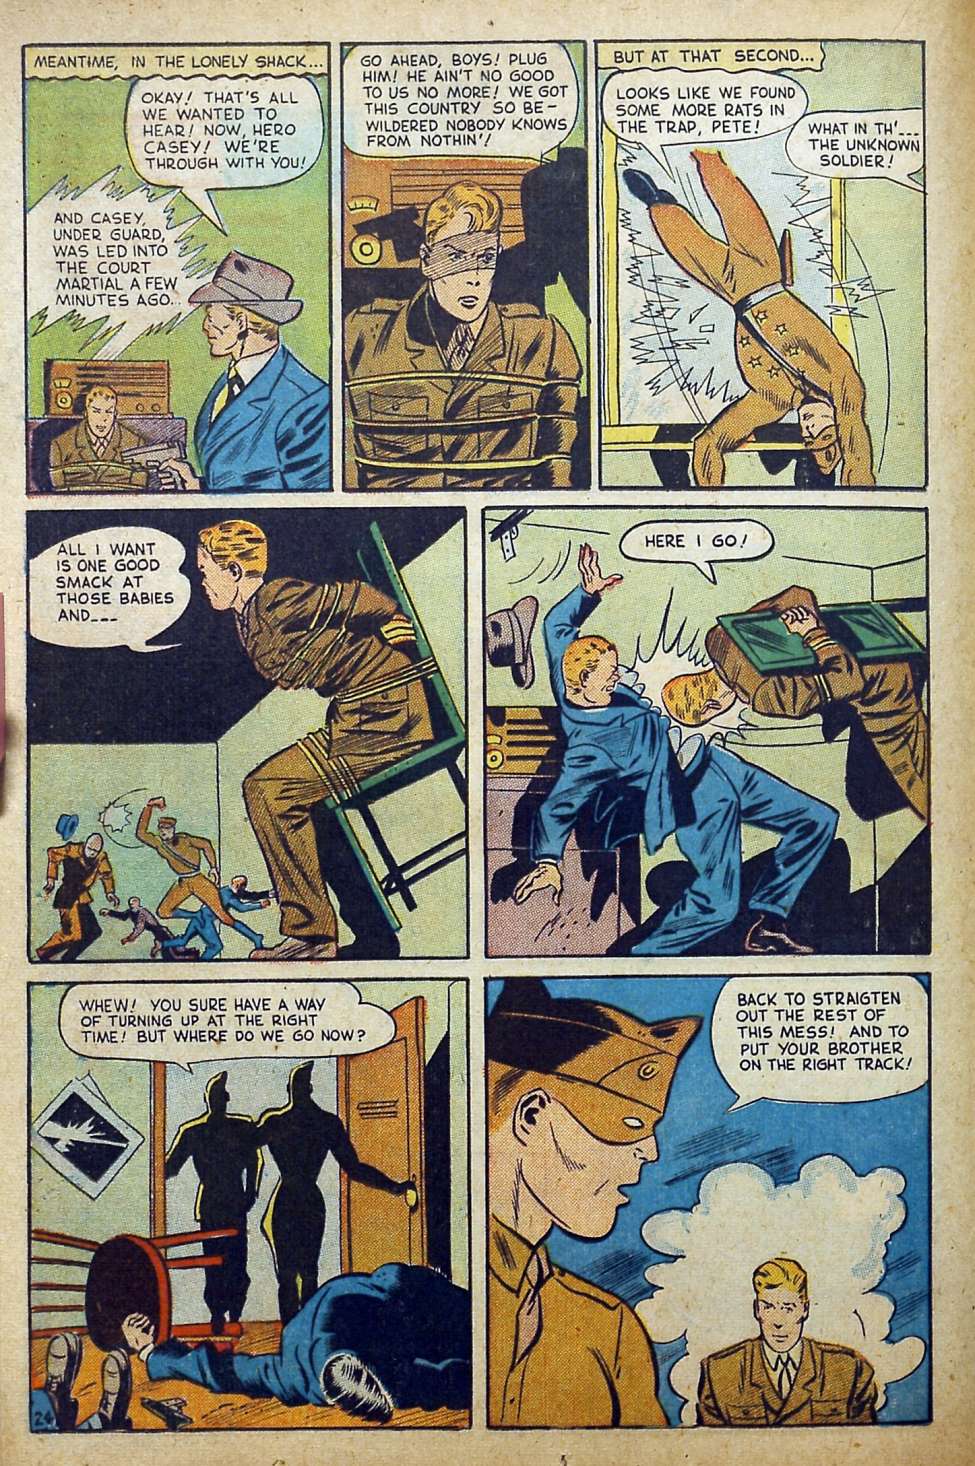 MEANTIME, IN THE LONELY SHACK...
OKAY! THAT'S ALL
WE WANTED TO
HEAR! NOW, HERO
CASEY! WE'RE
THROUGH WITH YOU!
AND CASEY,
UNDER GUARD,
WAS LED INTO
THE COURT
MARTIAL A FEW
MINUTES AGO...
GO AHEAD, BOYS! PLUG
HIM! HE AIN'T NO GOOD
TO US NO MORE! WE GOT
THIS COUNTRY SO BE-
WILDERED NOBODY KNOWS
FROM NOTHIN'!
BUT AT THAT SECOND...
LOOKS LIKE WE FOUND
SOME MORE RATS IN
THE TRAP, PETE!
WHAT IN TH'___
THE UNKNOWN
SOLDIER!
ALL I WANT
IS ONE GOOD
SMACK AT
THOSE BABIES
AND___
HERE I GO!
WHEW! YOU SURE HAVE A WAY
OF TURNING UP AT THE RIGHT
TIME! BUT WHERE DO WE GO NOW?
BACK TO STRAIGTEN
OUT THE REST OF
THIS MESS! AND TO
PUT YOUR BROTHER
ON THE RIGHT TRACK!
24